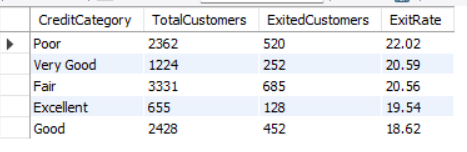 CreditCategory TotalCustomers ExitedCustomers ExitRate
Poor 2362 520 22.02
Very Good 1224 252 20.59
Fair 3331 685 20.56
Excellent 655 128 19.54
Good 2428 452 18.62